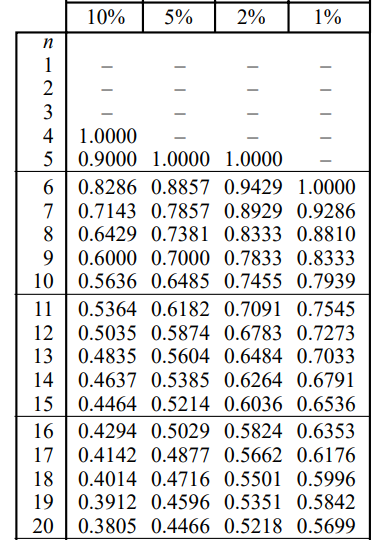 10% 5% 2% 1%
n
1 – – – –
2 – – – –
3 – – – –
4 1.0000 – – –
5 0.9000 1.0000 1.0000 –
6 0.8286 0.8857 0.9429 1.0000
7 0.7143 0.7857 0.8929 0.9286
8 0.6429 0.7381 0.8333 0.8810
9 0.6000 0.7000 0.7833 0.8333
10 0.5636 0.6485 0.7455 0.7939
11 0.5364 0.6182 0.7091 0.7545
12 0.5035 0.5874 0.6783 0.7273
13 0.4835 0.5604 0.6484 0.7033
14 0.4637 0.5385 0.6264 0.6791
15 0.4464 0.5214 0.6036 0.6536
16 0.4294 0.5029 0.5824 0.6353
17 0.4142 0.4877 0.5662 0.6176
18 0.4014 0.4716 0.5501 0.5996
19 0.3912 0.4596 0.5351 0.5842
20 0.3805 0.4466 0.5218 0.5699